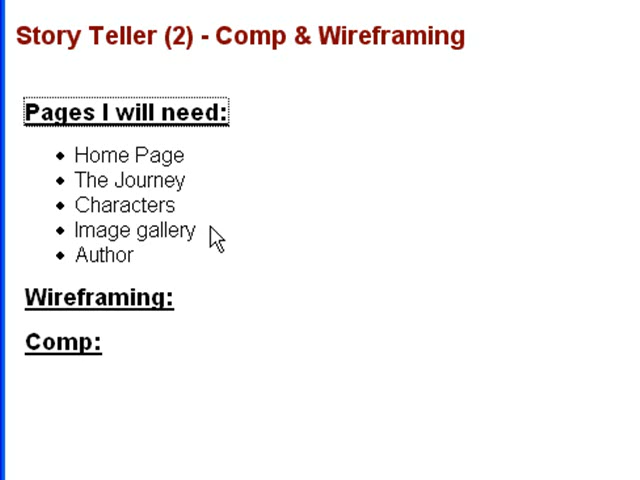 Story Teller (2) - Comp & Wireframing
Pages I will need:
Home Page
The Journey
Characters
Image gallery
Author
Wireframing:
Comp: